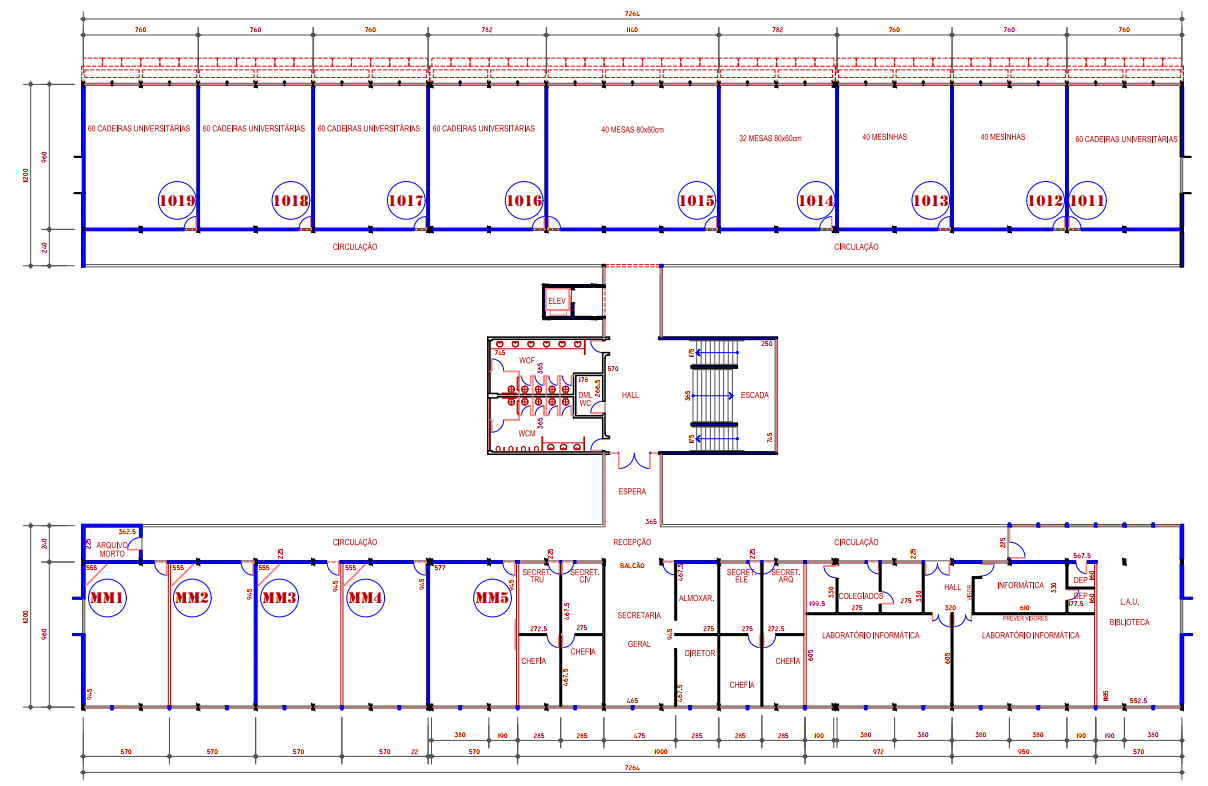 7264
760
760
760
782
1140
782
760
760
760
60 CADEIRAS UNIVERSITÁRIAS
60 CADEIRAS UNIVERSITÁRIAS
60 CADEIRAS UNIVERSITÁRIAS
60 CADEIRAS UNIVERSITÁRIAS
40 MESAS 80x60cm
32 MESAS 80x60cm
40 MESINHAS
40 MESINHAS
60 CADEIRAS UNIVERSITÁRIAS
960
1200
240
1019
1018
1017
1016
1015
1014
1013
1012
1011
CIRCULAÇÃO
CIRCULAÇÃO
ELEV
745
WCF
365
570
178
DML
WC
266.5
HALL
365
WCM
175
250
365
ESCADA
175
745
ESPERA
365
362.5
225
ARQUIVO
MORTO
CIRCULAÇÃO
RECEPÇÃO
CIRCULAÇÃO
225
225
225
225
225
BALCÃO
240
1200
960
555
555
555
555
577
945
945
945
945
MM1
MM2
MM3
MM4
MM5
SECRET.
TRU
SECRET.
CIV
467.5
272.5
275
CHEFIA
CHEFIA
467.5
SECRETARIA
GERAL
945
465
467.5
ALMOXAR.
275
DIRETOR
467.5
SECRET.
ELE
SECRET.
ARQ
275
272.5
CHEFIA
CHEFIA
605
330
199.5
COLEGIADOS
275
275
HALL
VISOR
320
LABORATÓRIO INFORMÁTICA
605
INFORMÁTICA
330
610
PREVER VISORES
LABORATÓRIO INFORMÁTICA
567.5
DEP
160
DEP
160
177.5
L.A.U.
BIBLIOTECA
1185
552.5
380
190
285
285
475
285
285
190
380
380
380
190
190
380
570
570
570
570
22
570
1900
972
950
570
7264